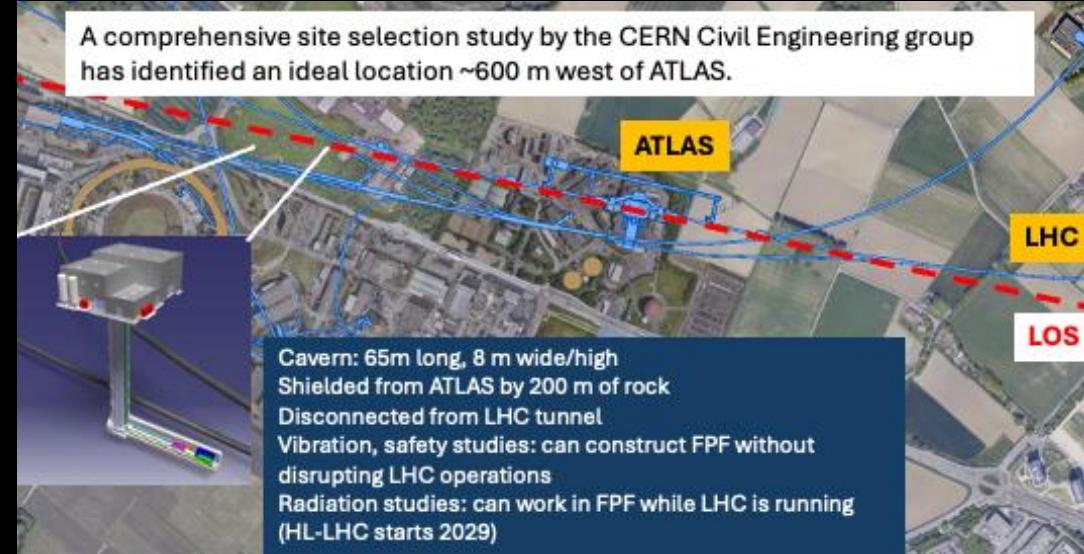 A comprehensive site selection study by the CERN Civil Engineering group
has identified an ideal location ~600 m west of ATLAS.
ATLAS
LHC
LOS
Cavern: 65m long, 8 m wide/high
Shielded from ATLAS by 200 m of rock
Disconnected from LHC tunnel
Vibration, safety studies: can construct FPF without
disrupting LHC operations
Radiation studies: can work in FPF while LHC is running
(HL-LHC starts 2029)